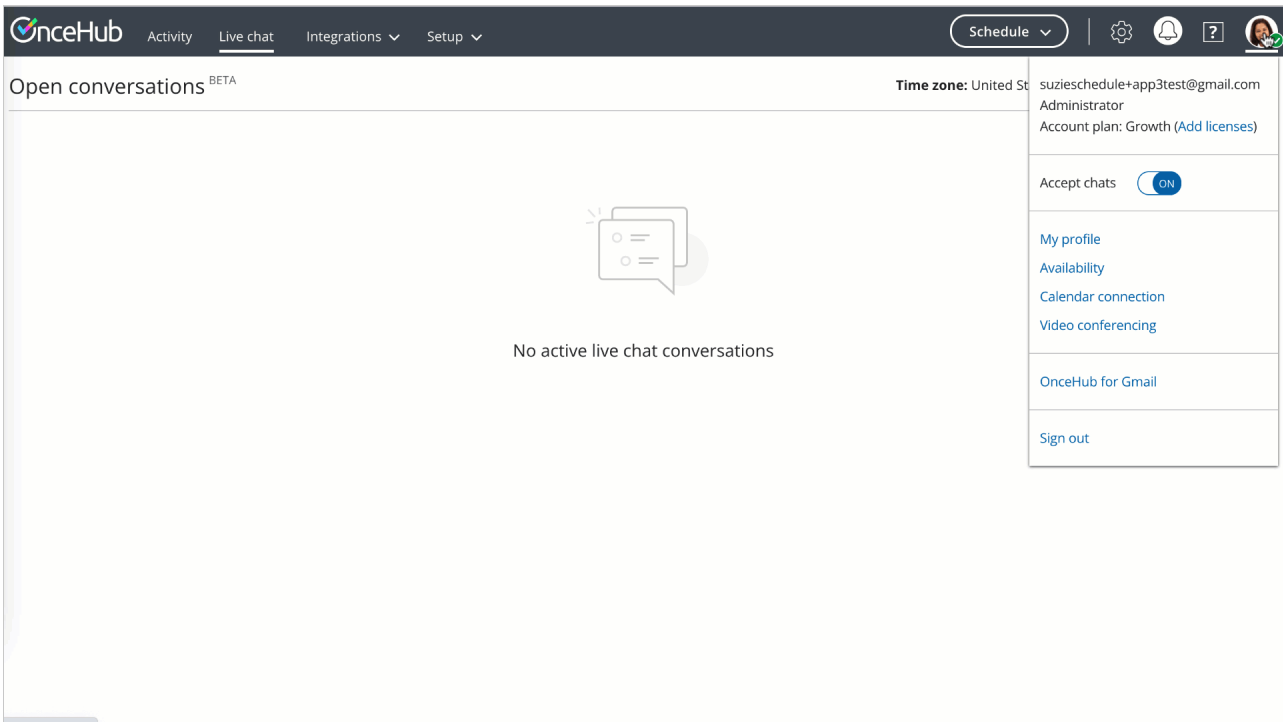 OnceHub Activity Live chat Integrations Setup Schedule ?
Open conversations BETA
Time zone: United St
suzieschedule+app3test@gmail.com
Administrator
Account plan: Growth (Add licenses)
Accept chats ON
My profile
Availability
Calendar connection
Video conferencing
OnceHub for Gmail
Sign out
No active live chat conversations